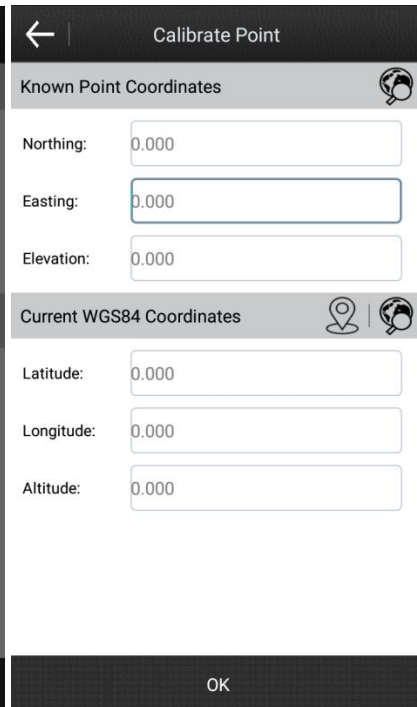 Calibrate Point
Known Point Coordinates
Northing: 0.000
Easting: 0.000
Elevation: 0.000
Current WGS84 Coordinates
Latitude: 0.000
Longitude: 0.000
Altitude: 0.000
OK